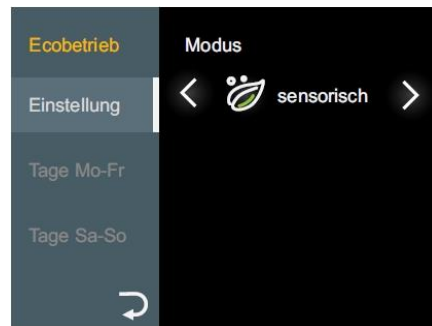 Ecobetrieb
Einstellung
Tage Mo-Fr
Tage Sa-So
Modus
sensorisch